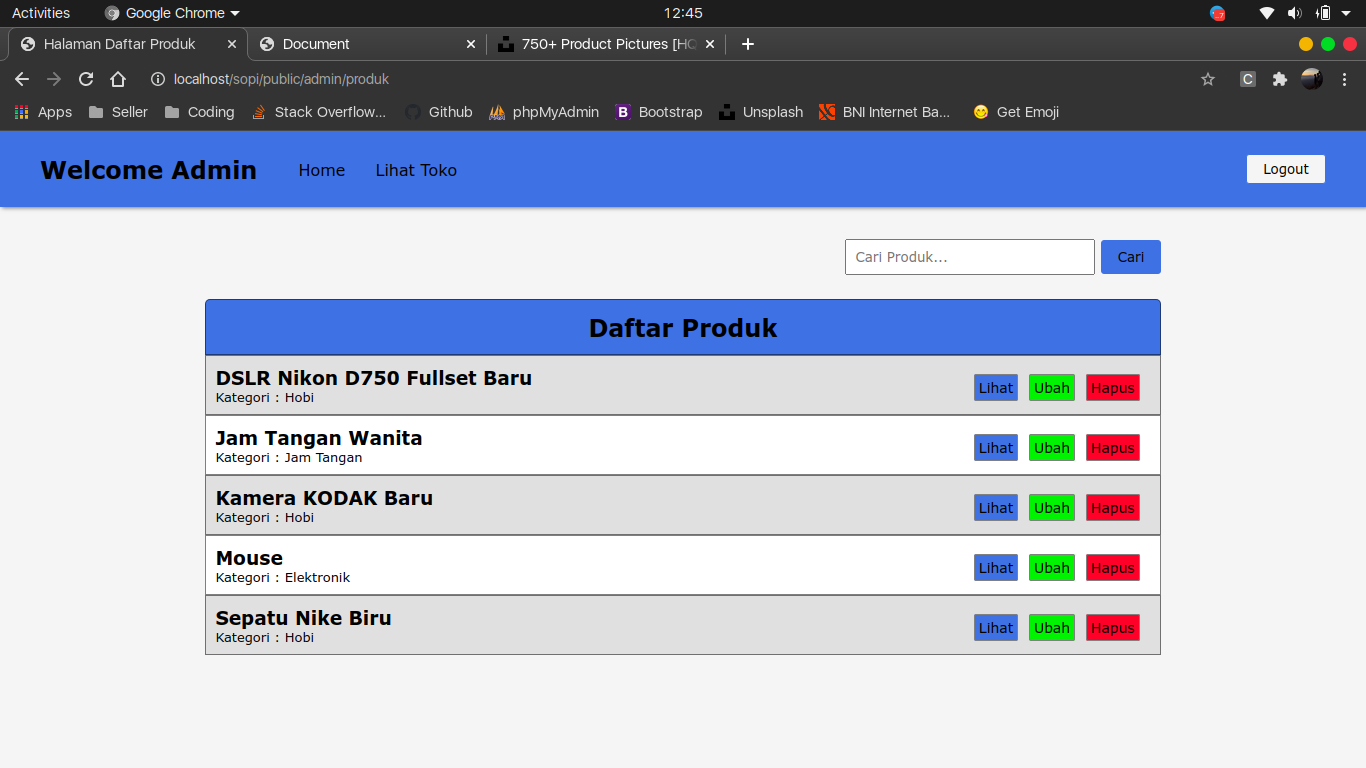 Activities Google Chrome 12:45
Halaman Daftar Produk Document 750+ Product Pictures [HQ
localhost/sopi/public/admin/produk C
Apps Seller Coding Stack Overflow... Github phpMyAdmin B Bootstrap Unsplash BNI Internet Ba... Get Emoji
Welcome Admin Home Lihat Toko Logout
Cari Produk... Cari
Daftar Produk
DSLR Nikon D750 Fullset Baru
Kategori : Hobi
Lihat Ubah Hapus
Jam Tangan Wanita
Kategori : Jam Tangan
Lihat Ubah Hapus
Kamera KODAK Baru
Kategori : Hobi
Lihat Ubah Hapus
Mouse
Kategori : Elektronik
Lihat Ubah Hapus
Sepatu Nike Biru
Kategori : Hobi
Lihat Ubah Hapus